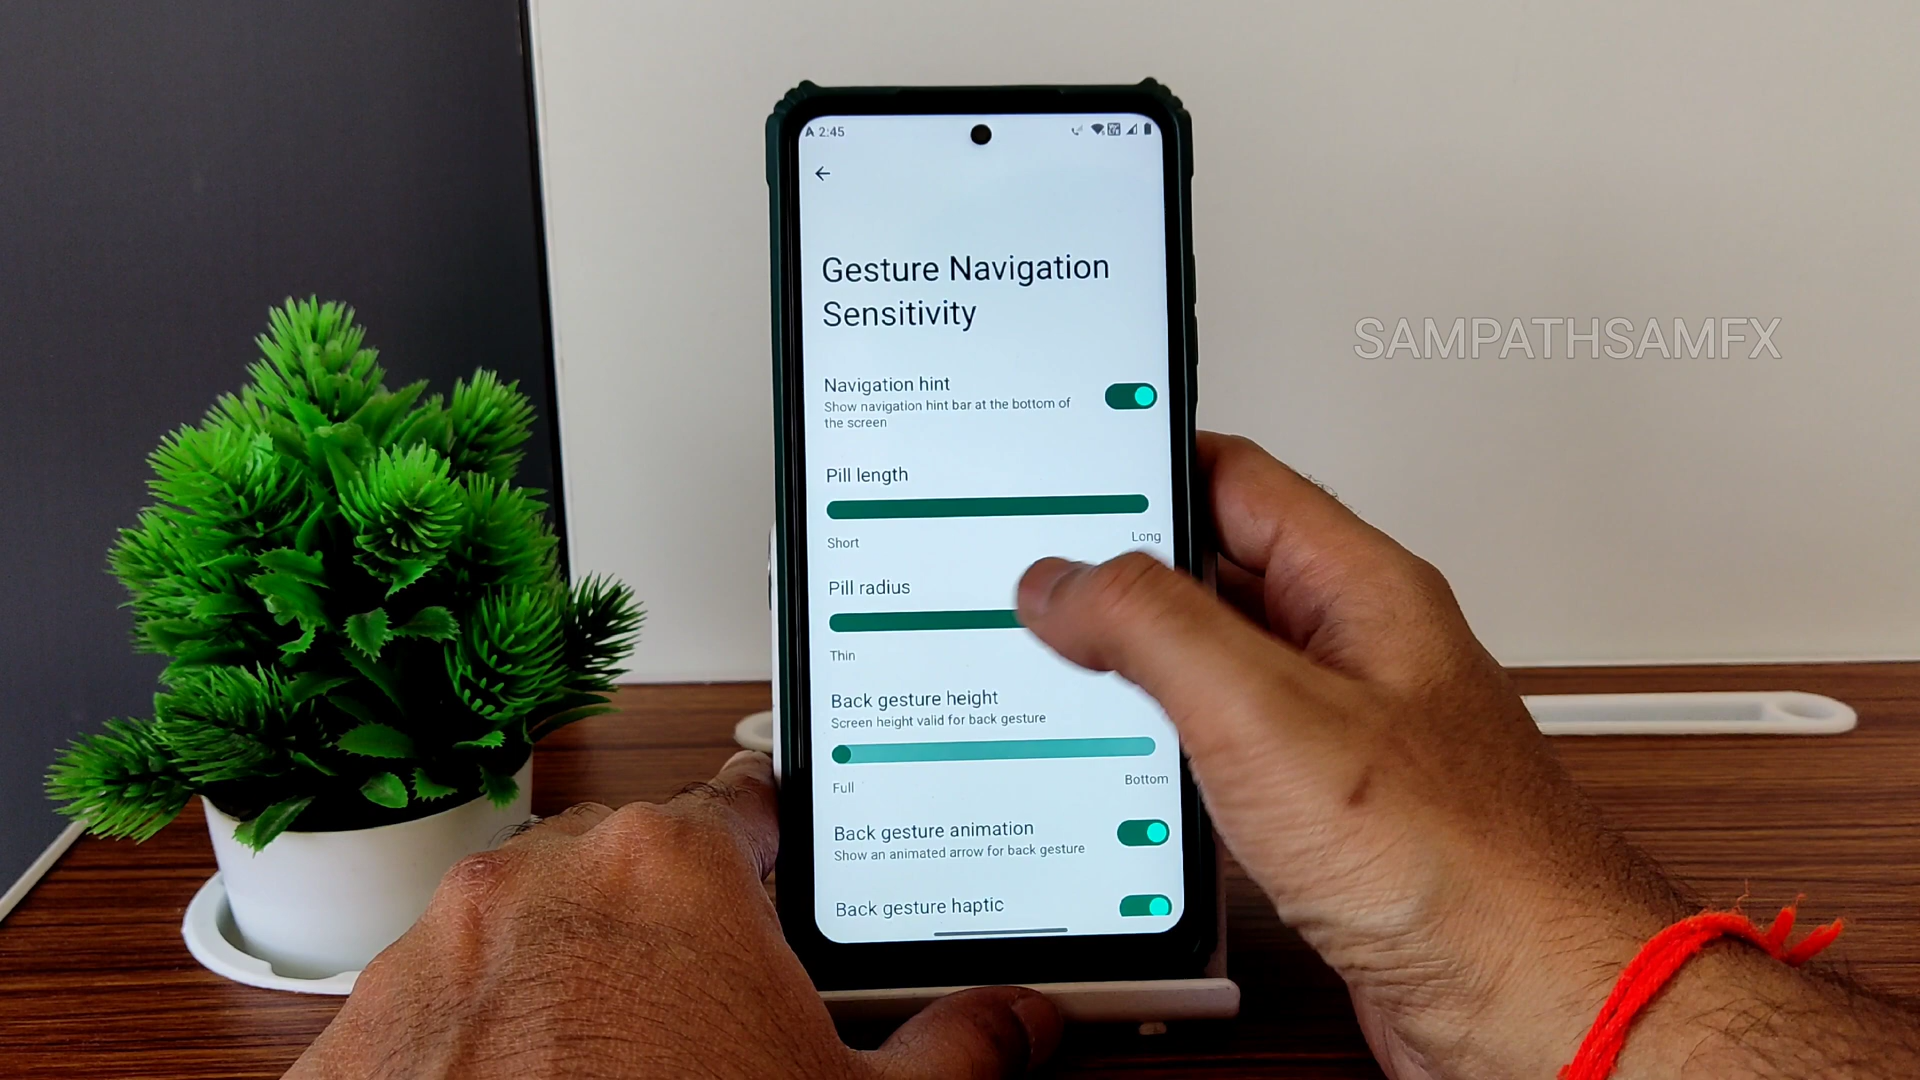 2:45
Gesture Navigation
Sensitivity
Navigation hint
Show navigation hint bar at the bottom of
the screen
Pill length
Short Long
Pill radius
Thin
Back gesture height
Screen height valid for back gesture
Full Bottom
Back gesture animation
Show an animated arrow for back gesture
Back gesture haptic
SAMPATHSAMFX